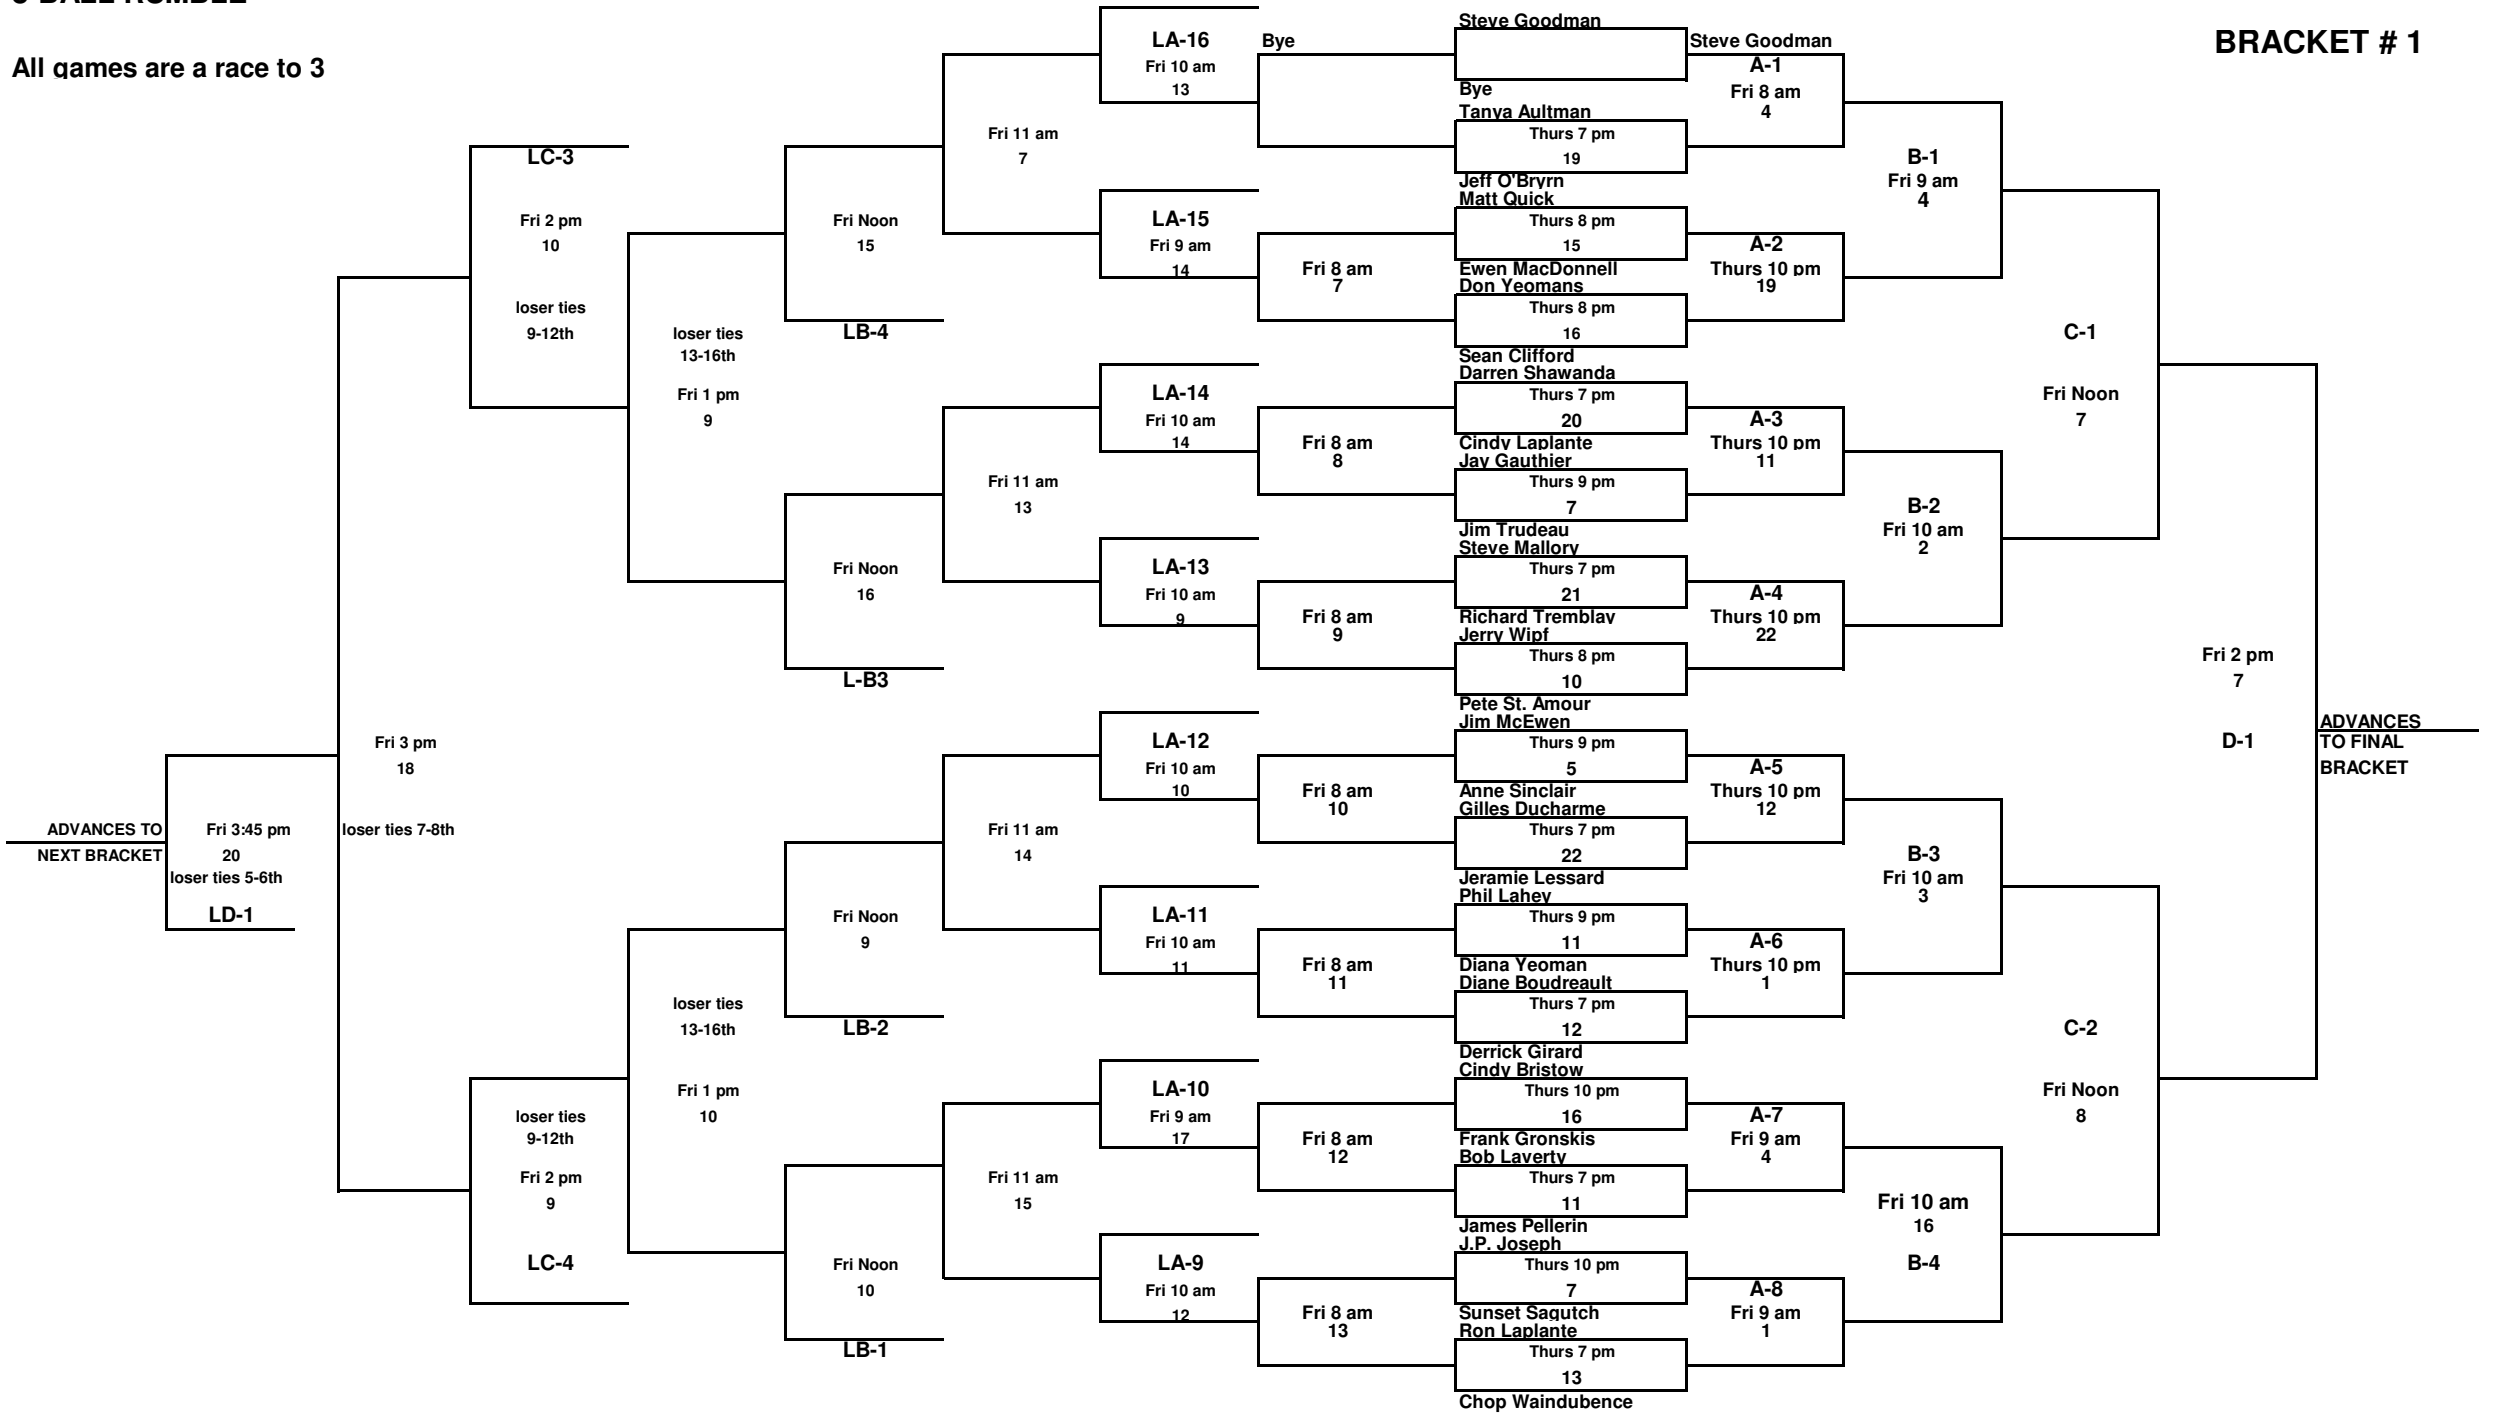 BALL RUMBLE
All games are a race to 3
BRACKET # 1
ADVANCES TO
NEXT BRACKET
Fri 3:45 pm
20
loser ties 5-6th
LD-1
Fri 3 pm
18
loser ties 7-8th
LC-3
Fri 2 pm
10
loser ties
9-12th
loser ties
9-12th
Fri 2 pm
9
LC-4
loser ties
13-16th
Fri 1 pm
9
loser ties
13-16th
Fri 1 pm
10
Fri Noon
15
LB-4
Fri Noon
16
L-B3
Fri Noon
9
LB-2
Fri Noon
10
LB-1
Fri 11 am
7
Fri 11 am
13
Fri 11 am
14
Fri 11 am
15
LA-16
Fri 10 am
13
LA-15
Fri 9 am
14
LA-14
Fri 10 am
14
LA-13
Fri 10 am
9
LA-12
Fri 10 am
10
LA-11
Fri 10 am
11
LA-10
Fri 9 am
17
LA-9
Fri 10 am
12
Bye
Fri 8 am
7
Fri 8 am
8
Fri 8 am
9
Fri 8 am
10
Fri 8 am
11
Fri 8 am
12
Fri 8 am
13
Steve Goodman
Bye
Tanya Aultman
Thurs 7 pm
19
Jeff O'Bryrn
Matt Quick
Thurs 8 pm
15
Ewen MacDonnell
Don Yeomans
Thurs 8 pm
16
Sean Clifford
Darren Shawanda
Thurs 7 pm
20
Cindy Laplante
Jay Gauthier
Thurs 9 pm
7
Jim Trudeau
Steve Mallory
Thurs 7 pm
21
Richard Tremblay
Jerry Wipf
Thurs 8 pm
10
Pete St. Amour
Jim McEwen
Thurs 9 pm
5
Anne Sinclair
Gilles Ducharme
Thurs 7 pm
22
Jeramie Lessard
Phil Lahey
Thurs 9 pm
11
Diana Yeoman
Diane Boudreault
Thurs 7 pm
12
Derrick Girard
Cindy Bristow
Thurs 10 pm
16
Frank Gronskis
Bob Laverty
Thurs 7 pm
11
James Pellerin
J.P. Joseph
Thurs 10 pm
7
Sunset Sagutch
Ron Laplante
Thurs 7 pm
13
Chop Waindubence
Steve Goodman
A-1
Fri 8 am
4
A-2
Thurs 10 pm
19
A-3
Thurs 10 pm
11
A-4
Thurs 10 pm
22
A-5
Thurs 10 pm
12
A-6
Thurs 10 pm
1
A-7
Fri 9 am
4
A-8
Fri 9 am
1
B-1
Fri 9 am
4
B-2
Fri 10 am
2
B-3
Fri 10 am
3
Fri 10 am
16
B-4
C-1
Fri Noon
7
C-2
Fri Noon
8
Fri 2 pm
7
D-1
ADVANCES
TO FINAL
BRACKET